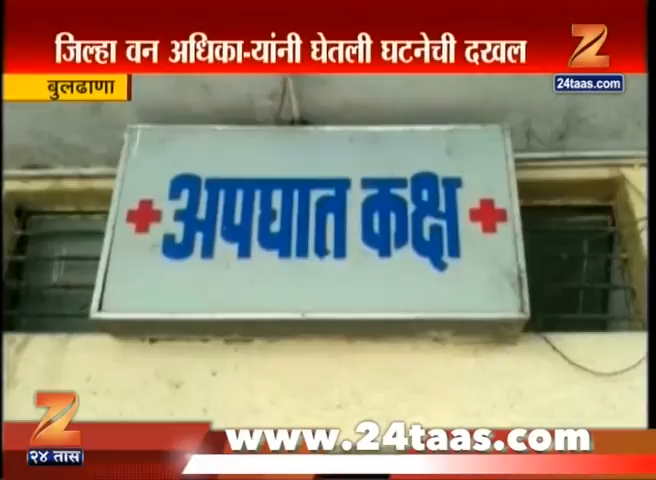 जिल्हा वन अधिका-यांनी घेतली घटनेची दखल
24taas.com
बुलढाणा
अपघात कक्ष
२४ तास
www.24taas.com